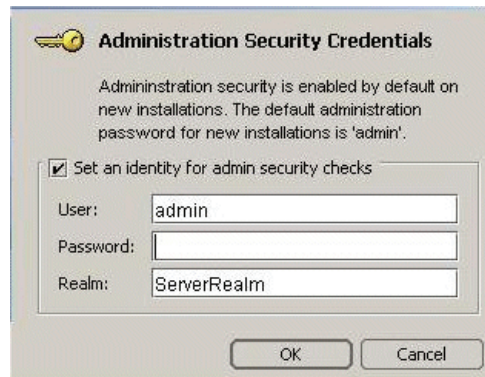 Administration Security Credentials
Admininstration security is enabled by default on
new installations. The default administration
password for new installations is 'admin'.
Set an identity for admin security checks
User: admin
Password:
Realm: ServerRealm
OK Cancel